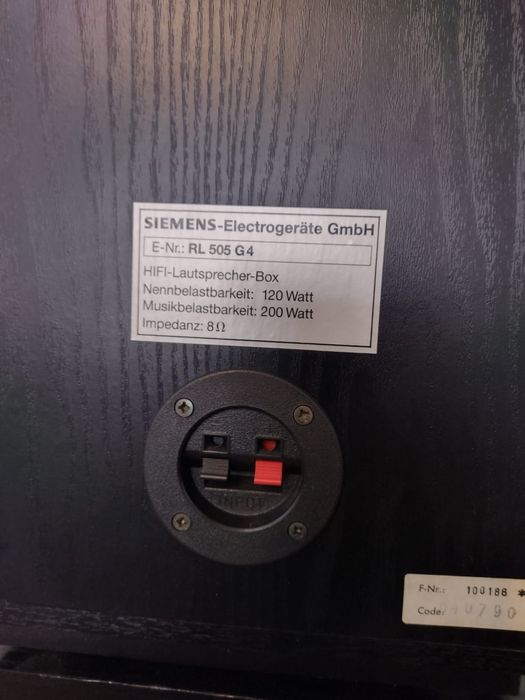 SIEMENS-Electrogeräte GmbH
E-Nr.: RL 505 G4
HIFI-Lautsprecher-Box
Nennbelastbarkeit: 120 Watt
Musikbelastbarkeit: 200 Watt
Impedanz: 8Ω
INPUT
F-Nr.: 100186 *
Code: